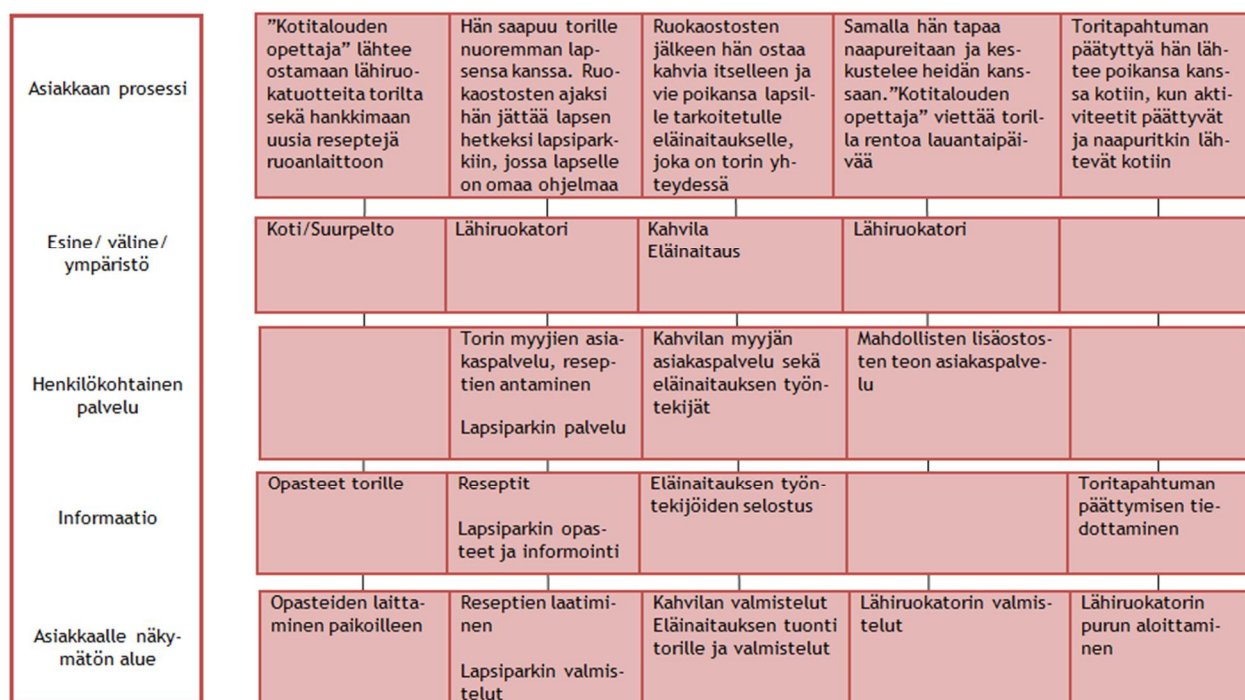 Asiakkaan prosessi
”Kotitalouden
opettaja” lähtee
ostamaan lähiruo-
katuotteita torilta
sekä hankkimaan
uusia reseptejä
ruoanlaittoon
Hän saapuu torille
nuoremman lap-
sensa kanssa. Ruo-
kaostosten ajaksi
hän jättää lapsen
hetkeksi lapsipark-
kiin, jossa lapselle
on omaa ohjelmaa
Ruokaostosten
jälkeen hän ostaa
kahvia itselleen ja
vie poikansa lapsil-
le tarkoitetulle
eläinaitaukselle,
joka on torin yh-
teydessä
Samalla hän tapaa
naapureitaan ja kes-
kustelee heidän kans-
saan.”Kotitalouden
opettaja” viettää toril-
la rentoa lauantaipäi-
vää
Toritapahtuman
päätyttyä hän läh-
tee poikansa kans-
sa kotiin, kun akti-
viteetit päättyvät
ja naapuritkin läh-
tevät kotiin
Esine/ väline/
ympäristö
Koti/Suurpelto
Lähiruokatori
Kahvila
Eläinaitaus
Lähiruokatori
Henkilökohtainen
palvelu
Torin myyjien asia-
kaspalvelu, resep-
tien antaminen
Lapsiparkin palvelu
Kahvilan myyjän
asiakaspalvelu sekä
eläinaitauksen työn-
tekijät
Mahdollisten lisäostos-
ten teon asiakaspalve-
lu
Informaatio
Opasteet torille
Reseptit
Lapsiparkin opas-
teet ja informointi
Eläinaitauksen työn-
tekijöiden selostus
Toritapahtuman
päättymisen tie-
dottaminen
Asiakkaalle näky-
mätön alue
Opasteiden laitta-
minen paikoilleen
Reseptien laatimi-
nen
Lapsiparkin valmis-
telut
Kahvilan valmistelut
Eläinaitauksen tuonti
torille ja valmistelut
Lähiruokatorin valmis-
telut
Lähiruokatorin
purun aloittami-
nen